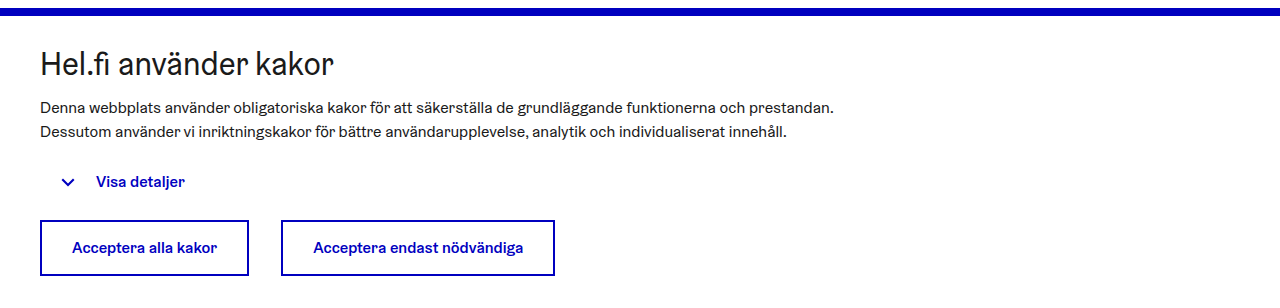 Hel.fi använder kakor
Denna webbplats använder obligatoriska kakor för att säkerställa de grundläggande funktionerna och prestandan.
Dessutom använder vi inriktningskakor för bättre användarupplevelse, analytik och individualiserat innehåll.
Visa detaljer
Acceptera alla kakor
Acceptera endast nödvändiga